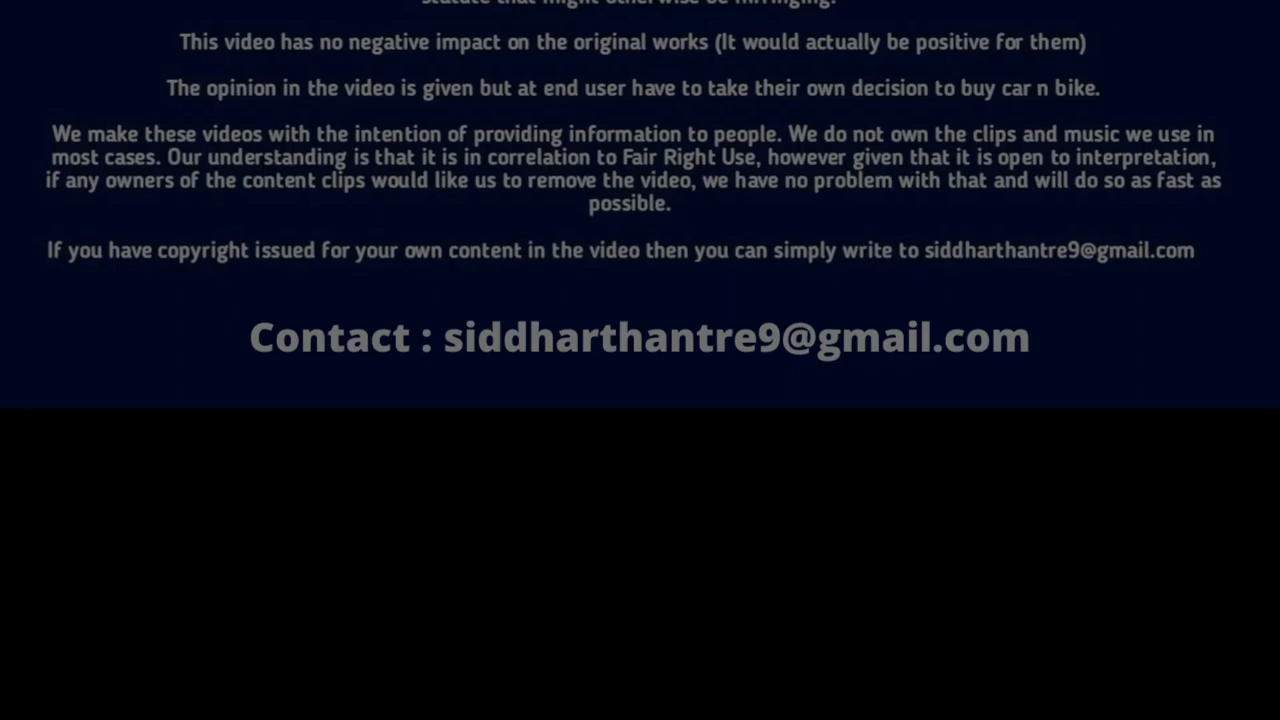 statute that might otherwise be infringing.
This video has no negative impact on the original works (It would actually be positive for them)
The opinion in the video is given but at end user have to take their own decision to buy car n bike.
We make these videos with the intention of providing information to people. We do not own the clips and music we use in
most cases. Our understanding is that it is in correlation to Fair Right Use, however given that it is open to interpretation,
if any owners of the content clips would like us to remove the video, we have no problem with that and will do so as fast as
possible.
If you have copyright issued for your own content in the video then you can simply write to siddharthantre9@gmail.com
Contact : siddharthantre9@gmail.com